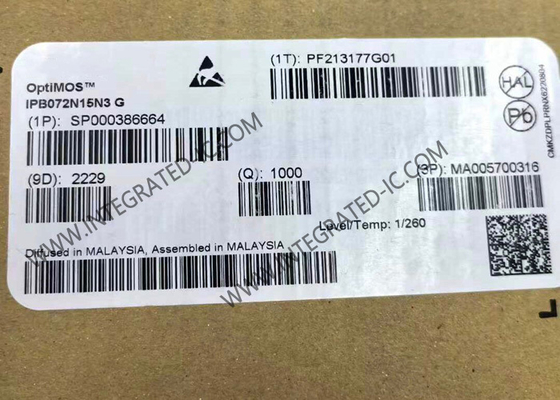 OptiMOS™
IPB072N15N3 G
(1P): SP000386664
(1T): PF213177G01
HAL
Pb
CMKZDPLPRNX6220804
(9D): 2229
(Q): 1000
(3P): MA005700316
Level/Temp: 1/260
Diffused in MALAYSIA, Assembled in MALAYSIA
WWW.INTEGRATED-IC.COM
WWW.INTEGRATED-IC.COM